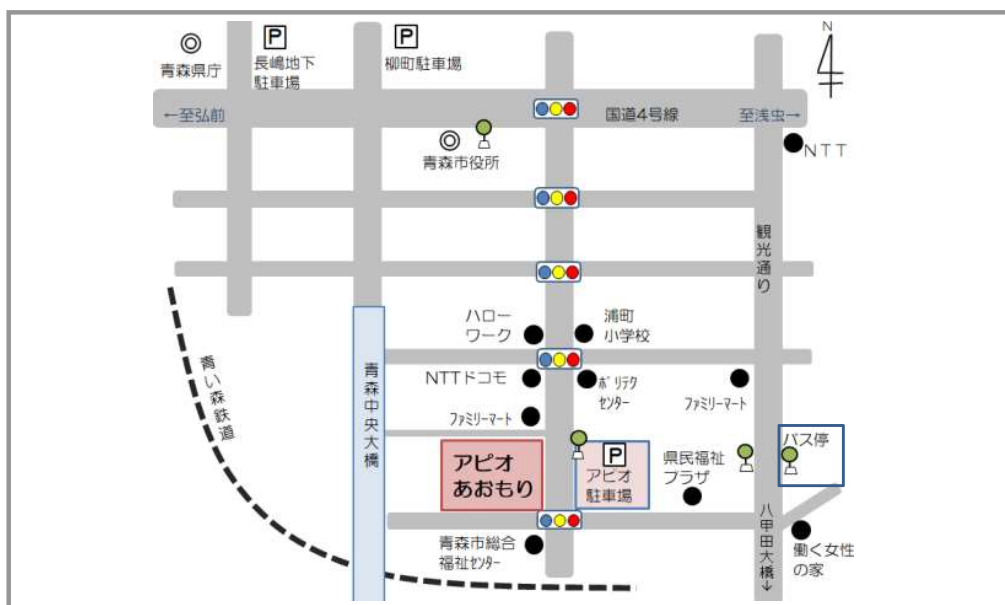 N
4
P
P
青森県庁
長嶋地下
駐車場
柳町駐車場
←至弘前
国道4号線
至浅虫→
青森市役所
NTT
観光通り
ハロー
ワーク
浦町
小学校
青い森鉄道
青森中央大橋
NTTドコモ
ポリテク
センター
ファミリーマート
ファミリーマート
バス停
アピオ
あおもり
P
アピオ
駐車場
県民福祉
プラザ
八甲田大橋↓
青森市総合
福祉センター
働く女性
の家